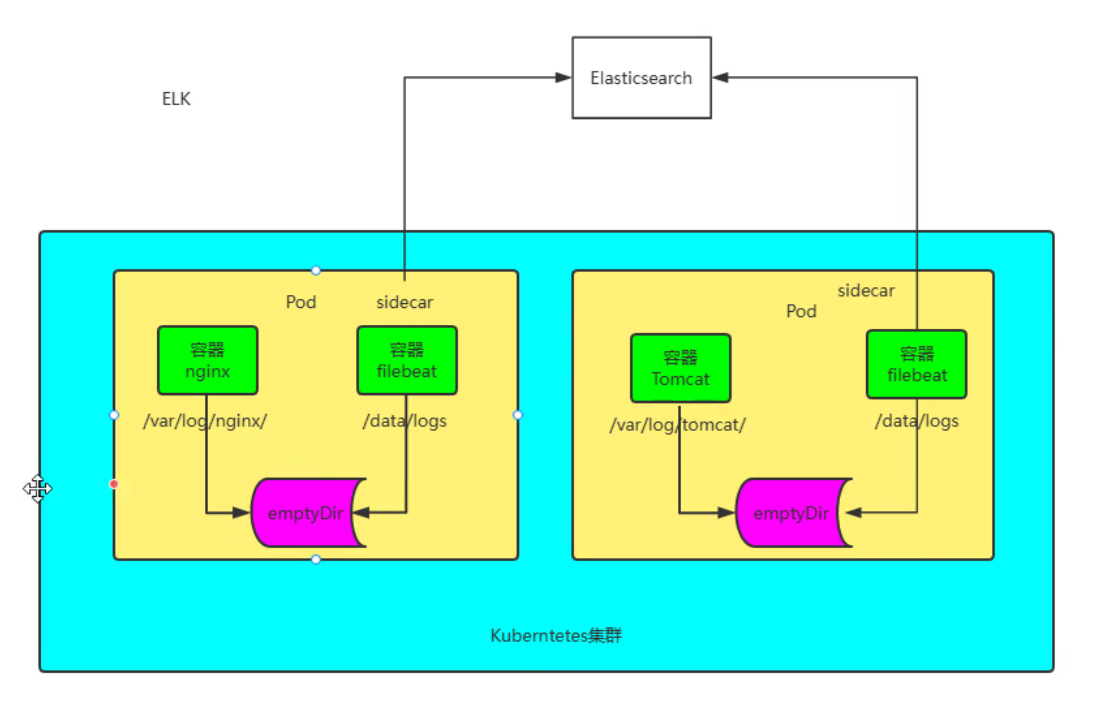 Elasticsearch
ELK
Pod
sidecar
容器
nginx
容器
filebeat
/var/log/nginx/
/data/logs
emptyDir
sidecar
Pod
容器
Tomcat
容器
filebeat
/var/log/tomcat/
/data/logs
emptyDir
Kuberntetes集群